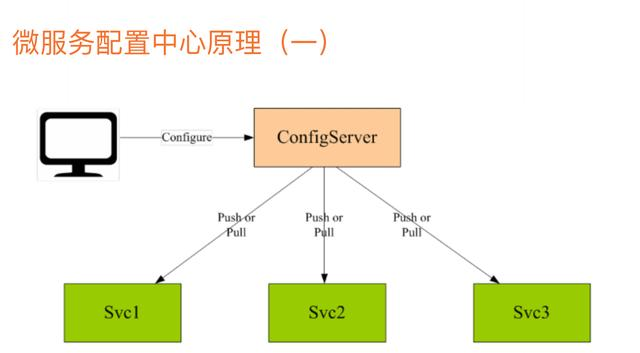 微服务配置中心原理（一）
Configure
ConfigServer
Push or
Pull
Push or
Pull
Push or
Pull
Svc1
Svc2
Svc3